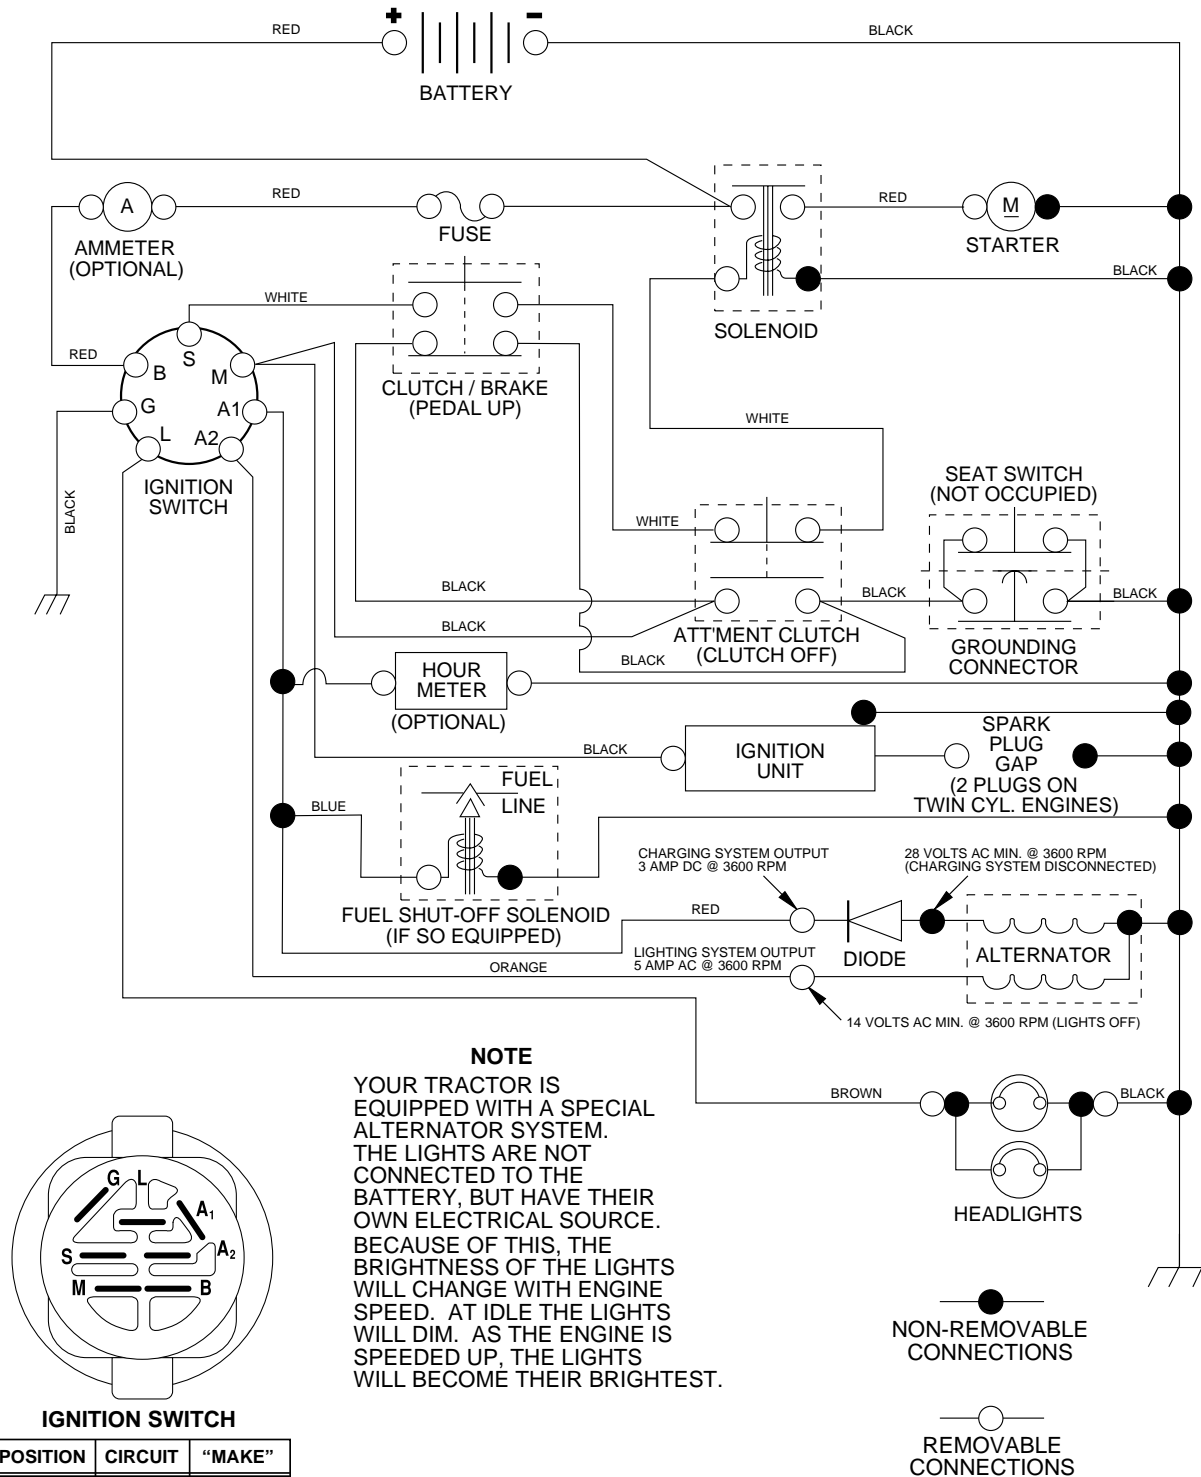 + −
RED
BLACK
BATTERY
A
RED
RED
M
AMMETER
(OPTIONAL)
FUSE
STARTER
BLACK
WHITE
SOLENOID
RED
S
B
M
CLUTCH / BRAKE
(PEDAL UP)
G
A1
L
A2
WHITE
IGNITION
SWITCH
BLACK
SEAT SWITCH
(NOT OCCUPIED)
WHITE
BLACK
BLACK
BLACK
BLACK
ATT'MENT CLUTCH
(CLUTCH OFF)
BLACK
GROUNDING
CONNECTOR
HOUR
METER
(OPTIONAL)
BLACK
IGNITION
UNIT
SPARK
PLUG
GAP
(2 PLUGS ON
TWIN CYL. ENGINES)
FUEL
LINE
BLUE
CHARGING SYSTEM OUTPUT
3 AMP DC @ 3600 RPM
28 VOLTS AC MIN. @ 3600 RPM
(CHARGING SYSTEM DISCONNECTED)
FUEL SHUT-OFF SOLENOID
(IF SO EQUIPPED)
RED
DIODE
ALTERNATOR
LIGHTING SYSTEM OUTPUT
5 AMP AC @ 3600 RPM
ORANGE
14 VOLTS AC MIN. @ 3600 RPM (LIGHTS OFF)
BROWN
BLACK
HEADLIGHTS
NOTE
YOUR TRACTOR IS
EQUIPPED WITH A SPECIAL
ALTERNATOR SYSTEM.
THE LIGHTS ARE NOT
CONNECTED TO THE
BATTERY, BUT HAVE THEIR
OWN ELECTRICAL SOURCE.
BECAUSE OF THIS, THE
BRIGHTNESS OF THE LIGHTS
WILL CHANGE WITH ENGINE
SPEED. AT IDLE THE LIGHTS
WILL DIM. AS THE ENGINE IS
SPEEDED UP, THE LIGHTS
WILL BECOME THEIR BRIGHTEST.
G L
A1
S
A2
M
B
IGNITION SWITCH
POSITION CIRCUIT “MAKE”
NON-REMOVABLE
CONNECTIONS
REMOVABLE
CONNECTIONS